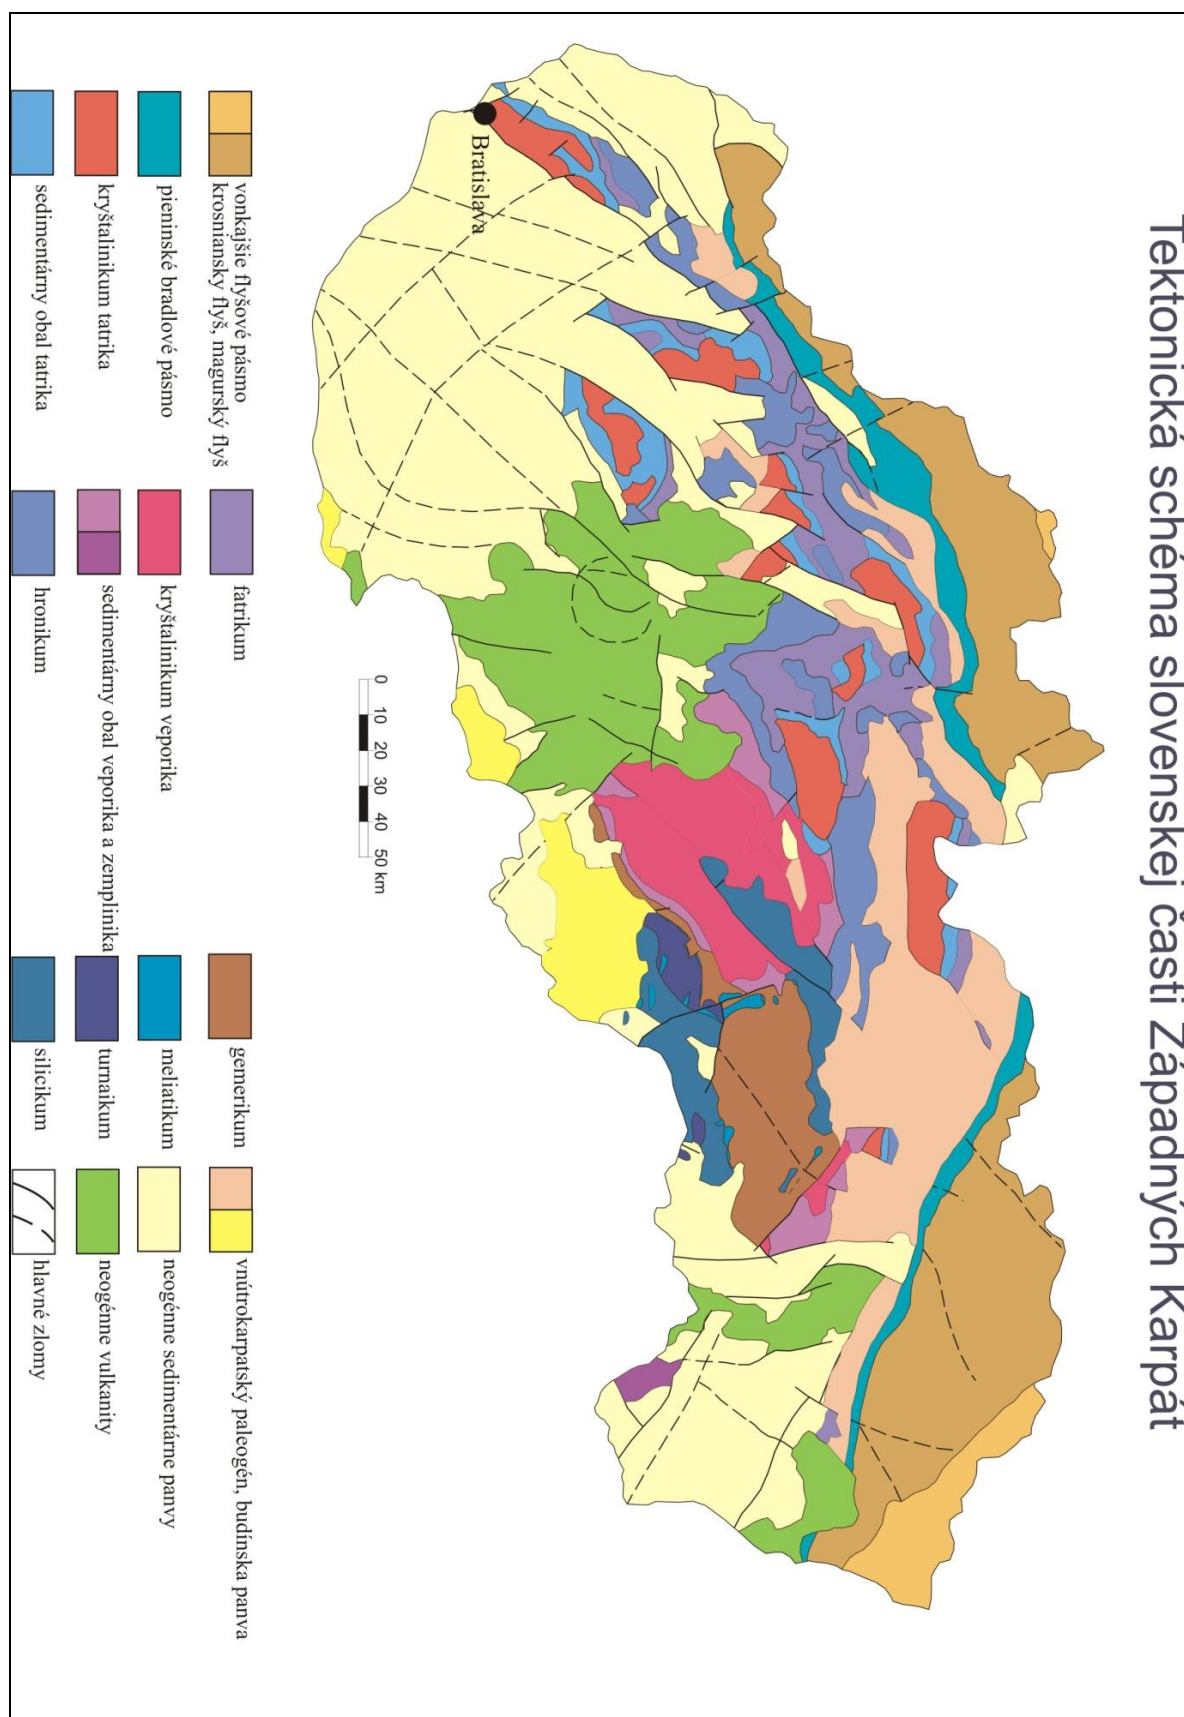 Tektonická schéma slovenskej časti Západných Karpát
Bratislava
0 10 20 30 40 50 km
vonkajšie flyšové pásmo
krosniansky flyš, magurský flyš
pieninské bradlové pásmo
kryštalinikum tatrika
sedimentárny obal tatrika
fatrikum
kryštalinikum veporika
sedimentárny obal veporika a zemplinika
hronikum
gemerikum
meliatikum
turnaikum
silicikum
vnútrokarpatský paleogén, budínska panva
neogénne sedimentárne panvy
neogénne vulkanity
hlavné zlomy